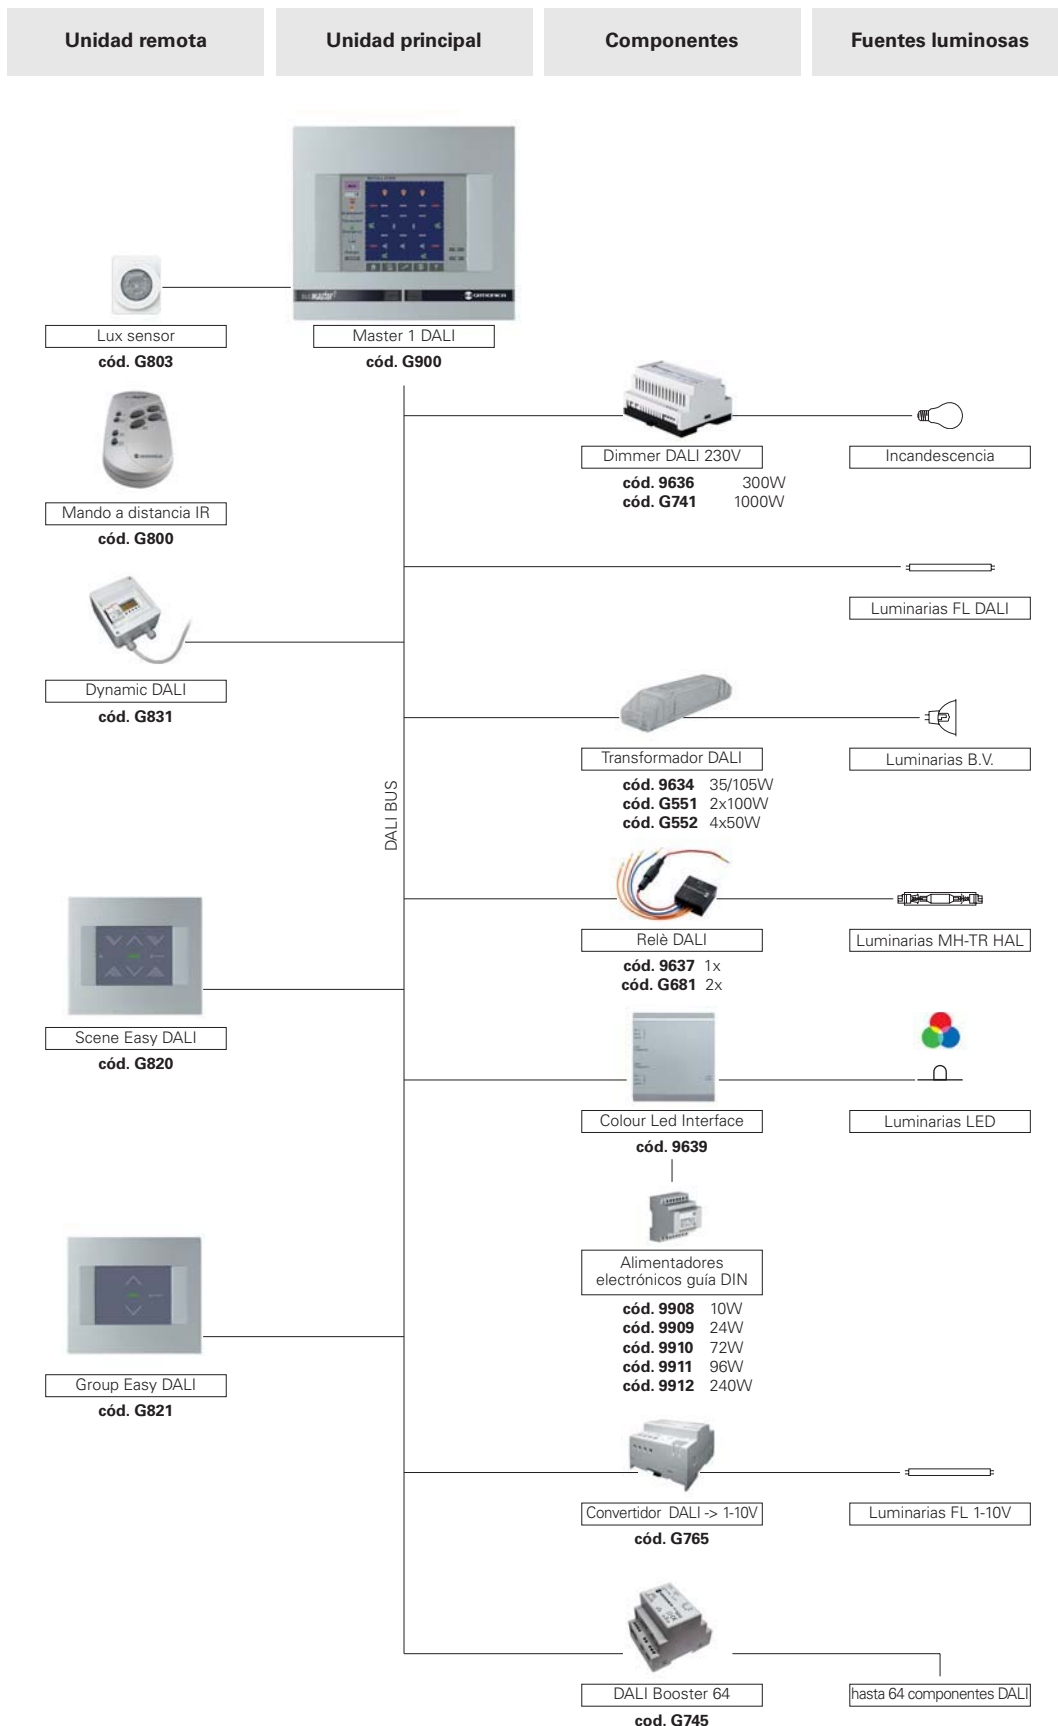 Unidad remota
Unidad principal
Componentes
Fuentes luminosas
Lux sensor
cód. G803
Master 1 DALI
cód. G900
Mando a distancia IR
cód. G800
Dimmer DALI 230V
cód. 9636 300W
cód. G741 1000W
Incandescencia
Luminarias FL DALI
Dynamic DALI
cód. G831
Transformador DALI
cód. 9634 35/105W
cód. G551 2x100W
cód. G552 4x50W
Luminarias B.V.
DALI BUS
Relè DALI
cód. 9637 1x
cód. G681 2x
Luminarias MH-TR HAL
Scene Easy DALI
cód. G820
Colour Led Interface
cód. 9639
Luminarias LED
Alimentadores
electrónicos guía DIN
cód. 9908 10W
cód. 9909 24W
cód. 9910 72W
cód. 9911 96W
cód. 9912 240W
Group Easy DALI
cód. G821
Convertidor DALI -> 1-10V
cód. G765
Luminarias FL 1-10V
DALI Booster 64
cod. G745
hasta 64 componentes DALI